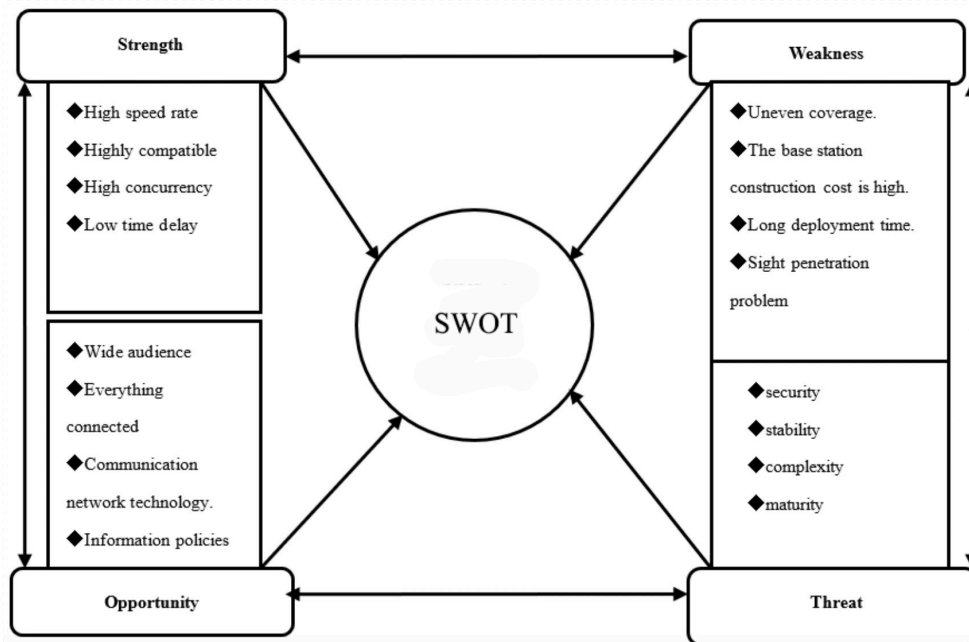 Strength
◆High speed rate
◆Highly compatible
◆High concurrency
◆Low time delay
Weakness
◆Uneven coverage.
◆The base station
construction cost is high.
◆Long deployment time.
◆Sight penetration
problem
SWOT
◆Wide audience
◆Everything
connected
◆Communication
network technology.
◆Information policies
Opportunity
◆security
◆stability
◆complexity
◆maturity
Threat